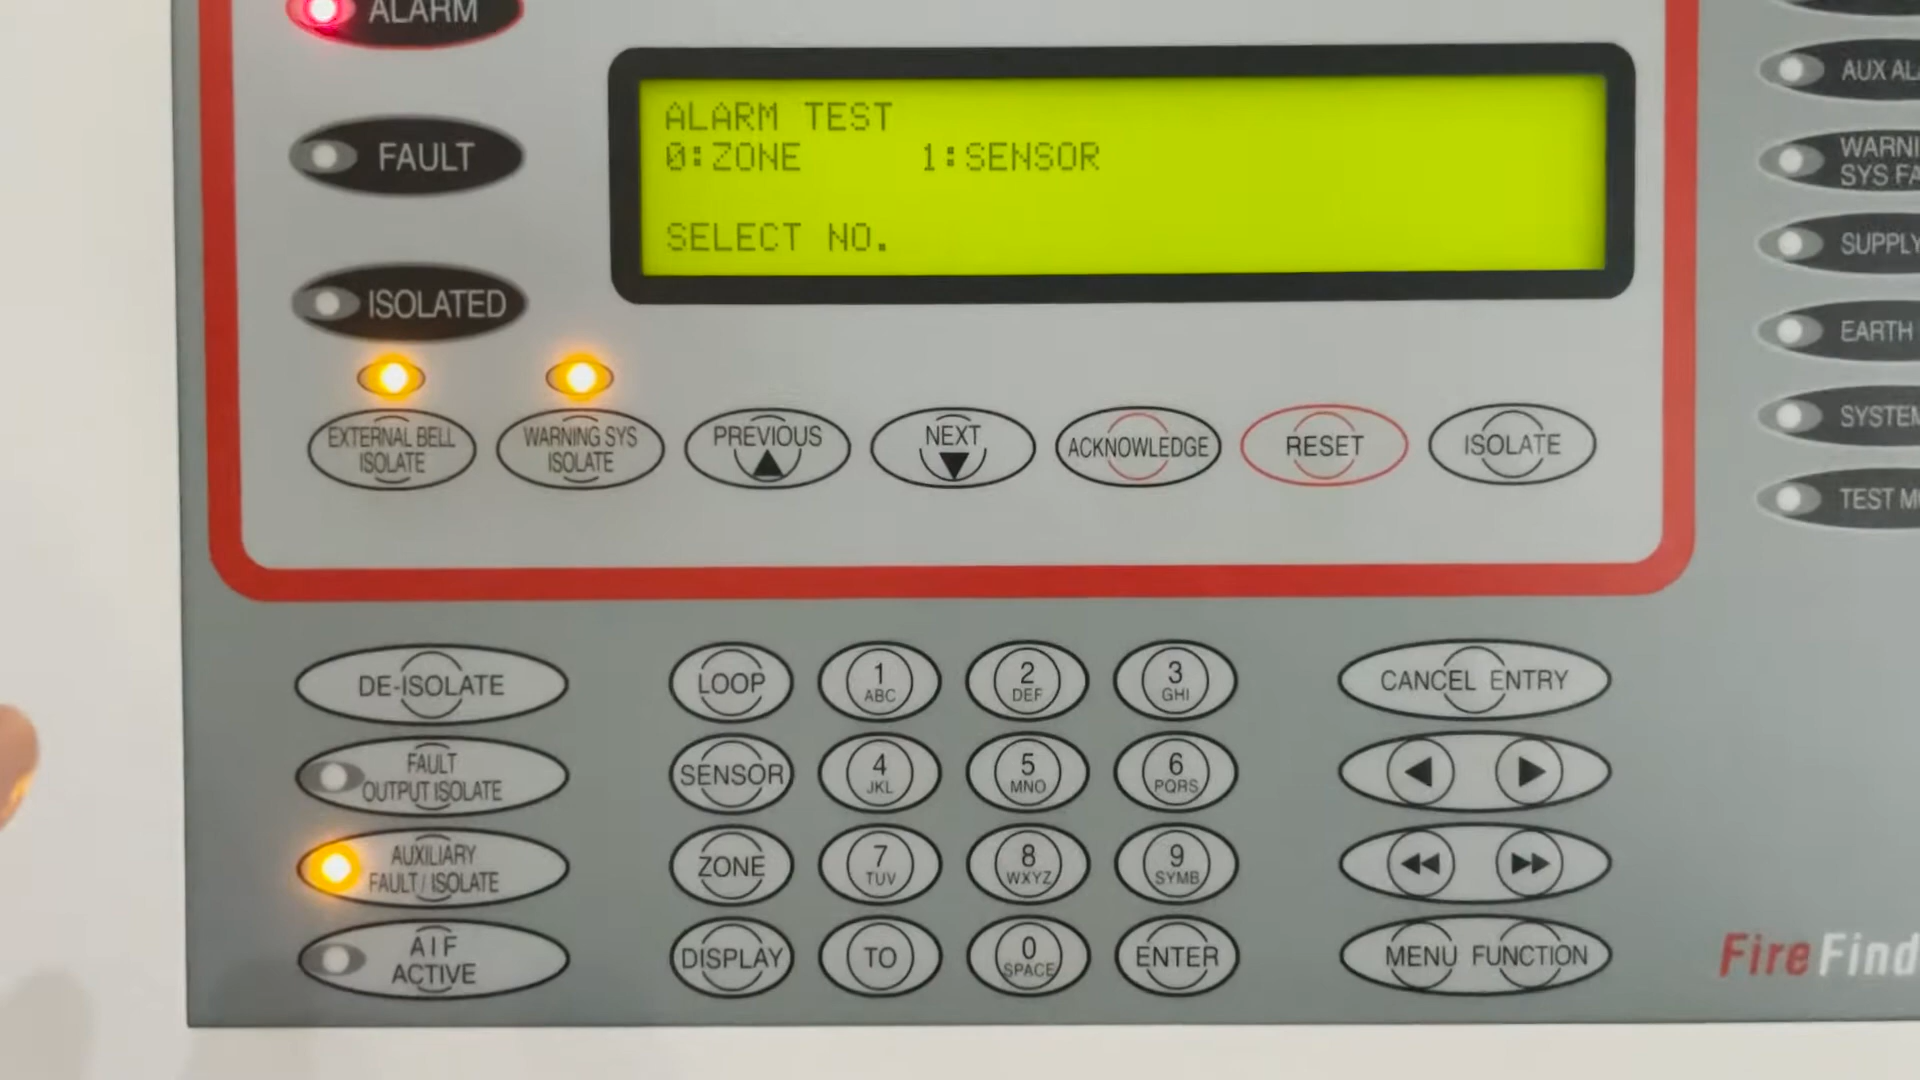 ALARM
ALARM TEST
0:ZONE 1:SENSOR
SELECT NO.
FAULT
ISOLATED
EXTERNAL BELL
ISOLATE
WARNING SYS
ISOLATE
PREVIOUS
NEXT
ACKNOWLEDGE
RESET
ISOLATE
AUX AL
WARNI
SYS FA
SUPPLY
EARTH
SYSTEM
TEST M
DE-ISOLATE
FAULT
OUTPUT ISOLATE
AUXILIARY
FAULT / ISOLATE
AIF
ACTIVE
LOOP
1
ABC
2
DEF
3
GHI
SENSOR
4
JKL
5
MNO
6
PQRS
ZONE
7
TUV
8
WXYZ
9
SYMB
DISPLAY
TO
0
SPACE
ENTER
CANCEL ENTRY
MENU FUNCTION
FireFind